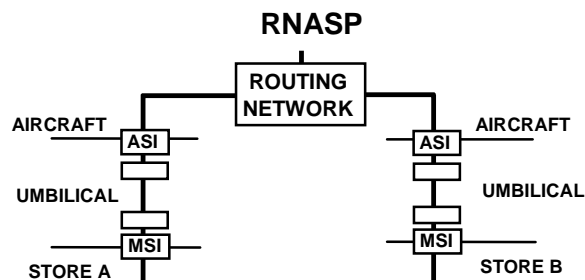 RNASP
ROUTING
NETWORK
AIRCRAFT
ASI
ASI
AIRCRAFT
UMBILICAL
UMBILICAL
MSI
MSI
STORE A
STORE B